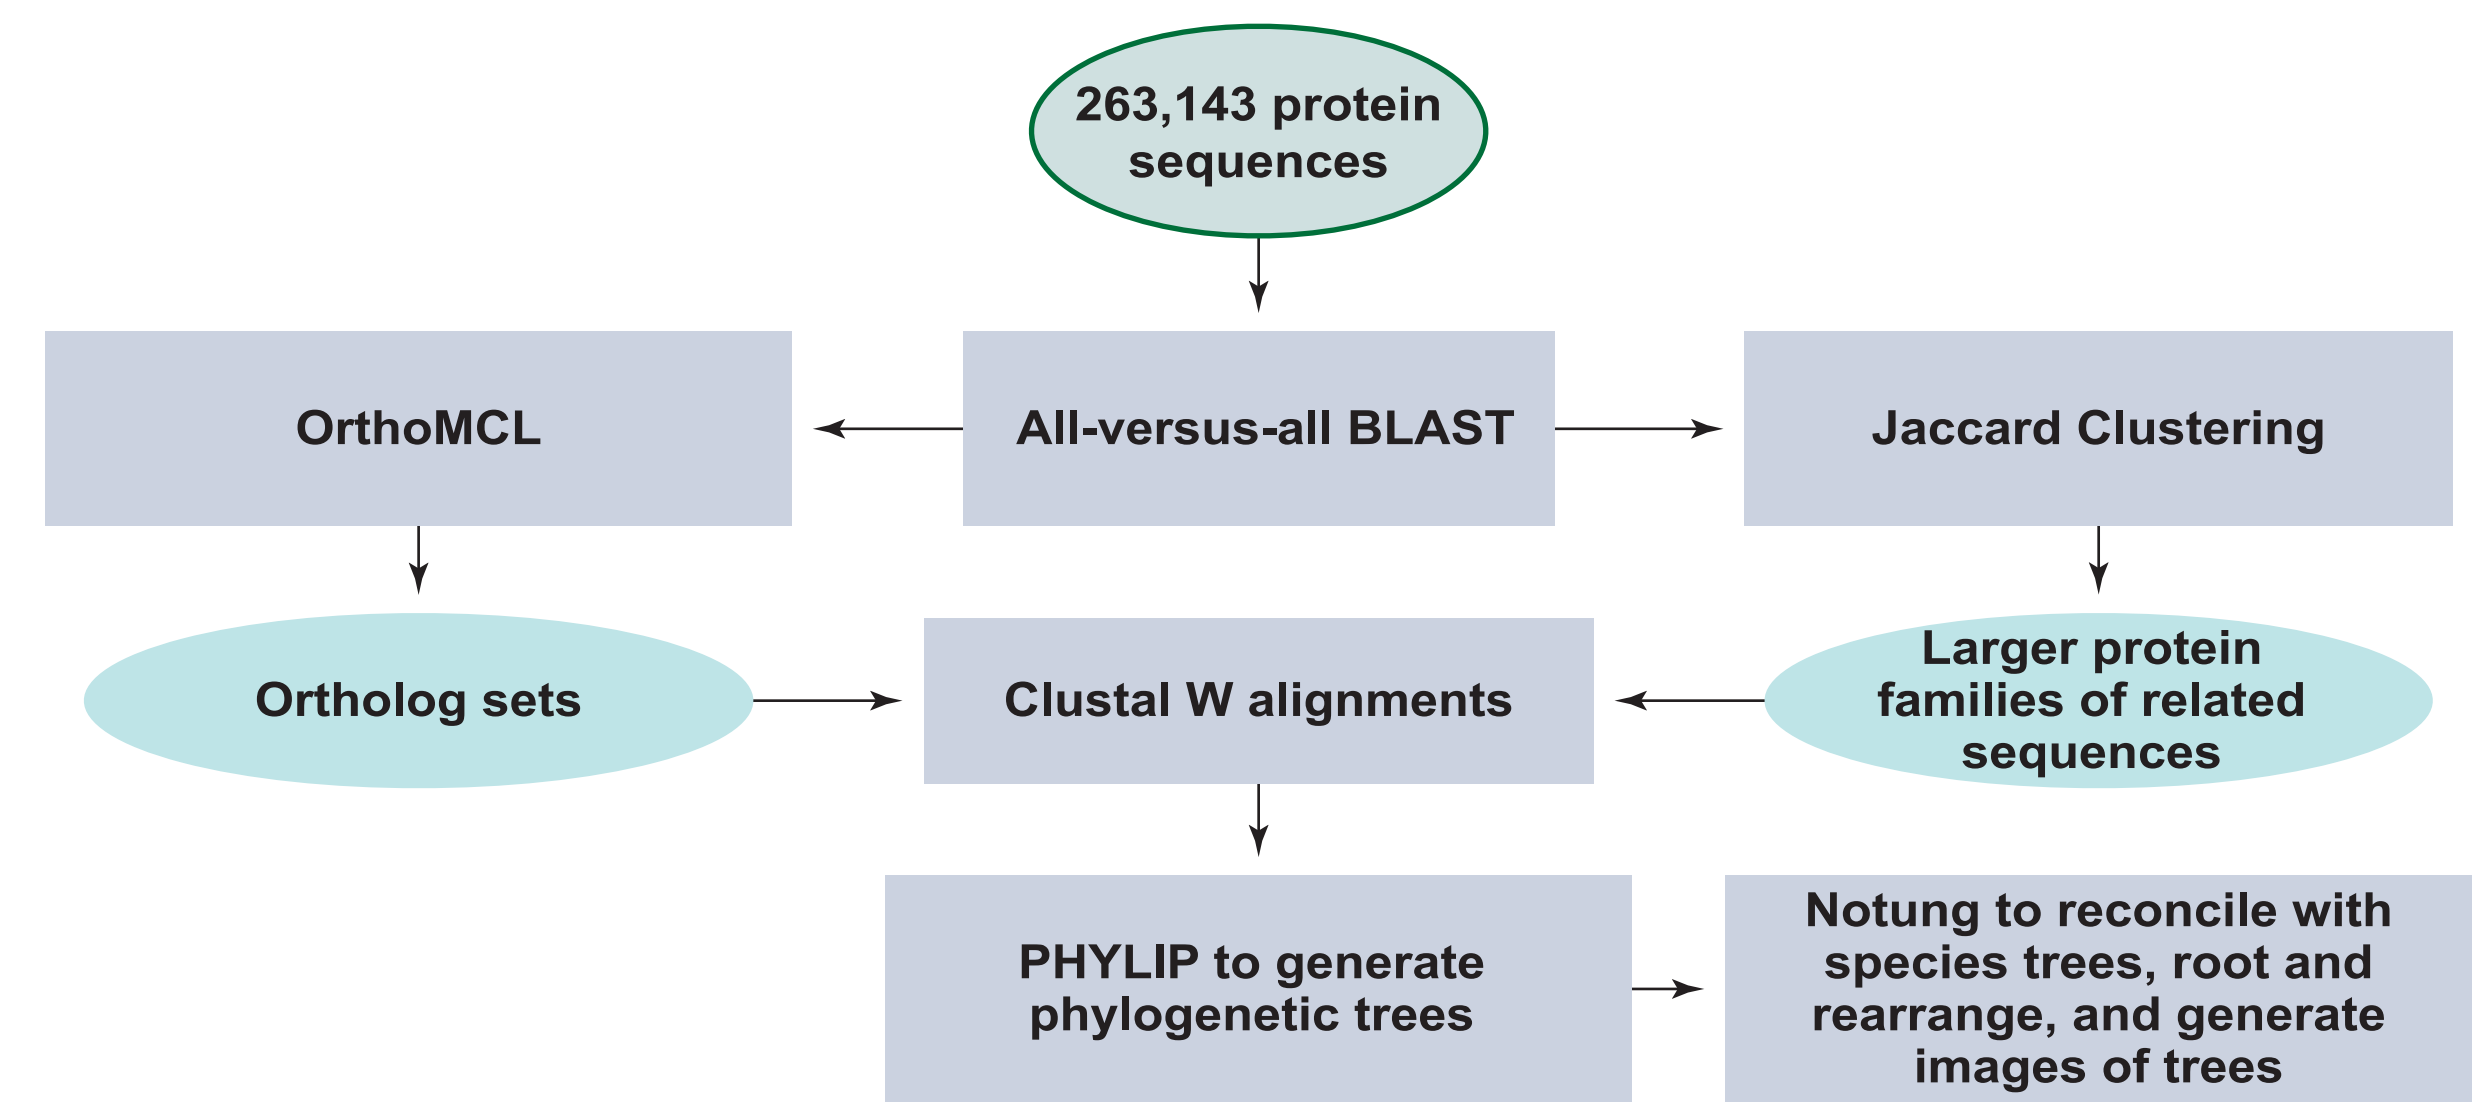 263,143 protein
sequences
OrthoMCL
All-versus-all BLAST
Jaccard Clustering
Ortholog sets
Clustal W alignments
Larger protein
families of related
sequences
PHYLIP to generate
phylogenetic trees
Notung to reconcile with
species trees, root and
rearrange, and generate
images of trees